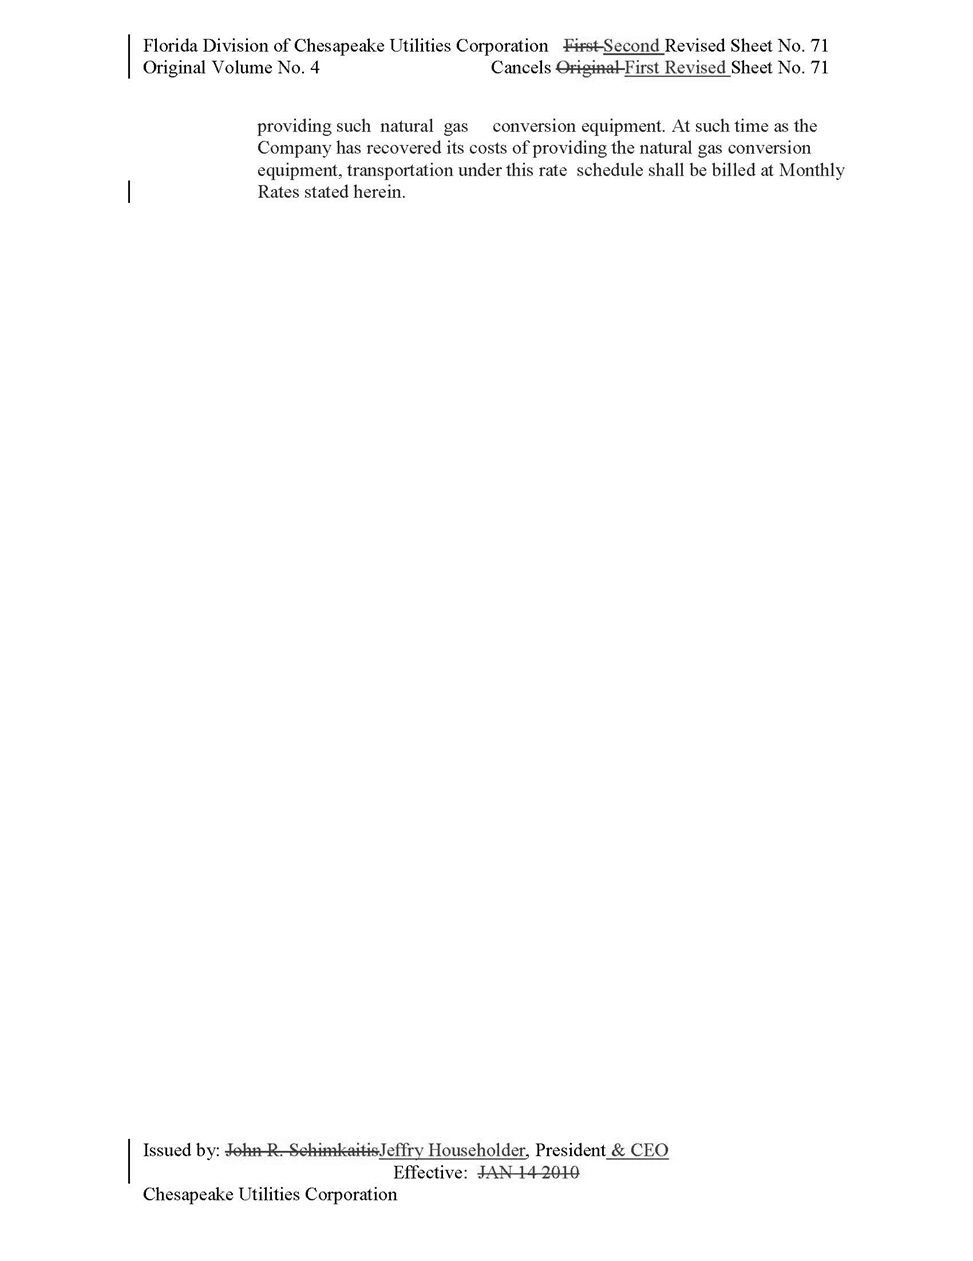 Florida Division of Chesapeake Utilities Corporation First Second Revised Sheet No. 71
Original Volume No. 4 Cancels Original First Revised Sheet No. 71
providing such natural gas conversion equipment. At such time as the
Company has recovered its costs of providing the natural gas conversion
equipment, transportation under this rate schedule shall be billed at Monthly
Rates stated herein.
Issued by: John R. SchimkaitisJeffry Householder, President & CEO
Effective: JAN 14 2010
Chesapeake Utilities Corporation